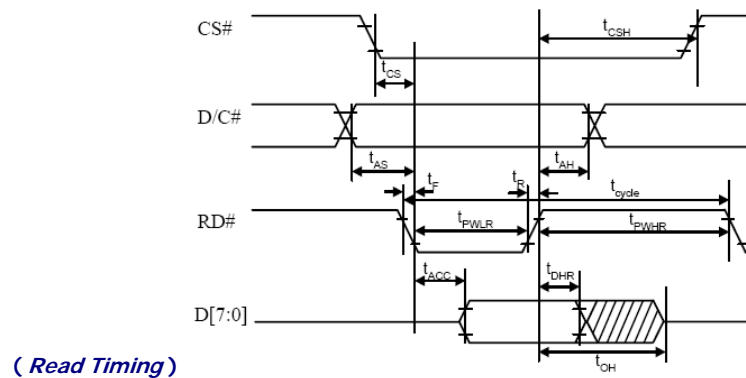 CS#
tCSH
tCS
D/C#
tAS
tAH
tF
tR
tcycle
RD#
tPWLR
tPWHR
tACC
tDHR
D[7:0]
tOH
( Read Timing )